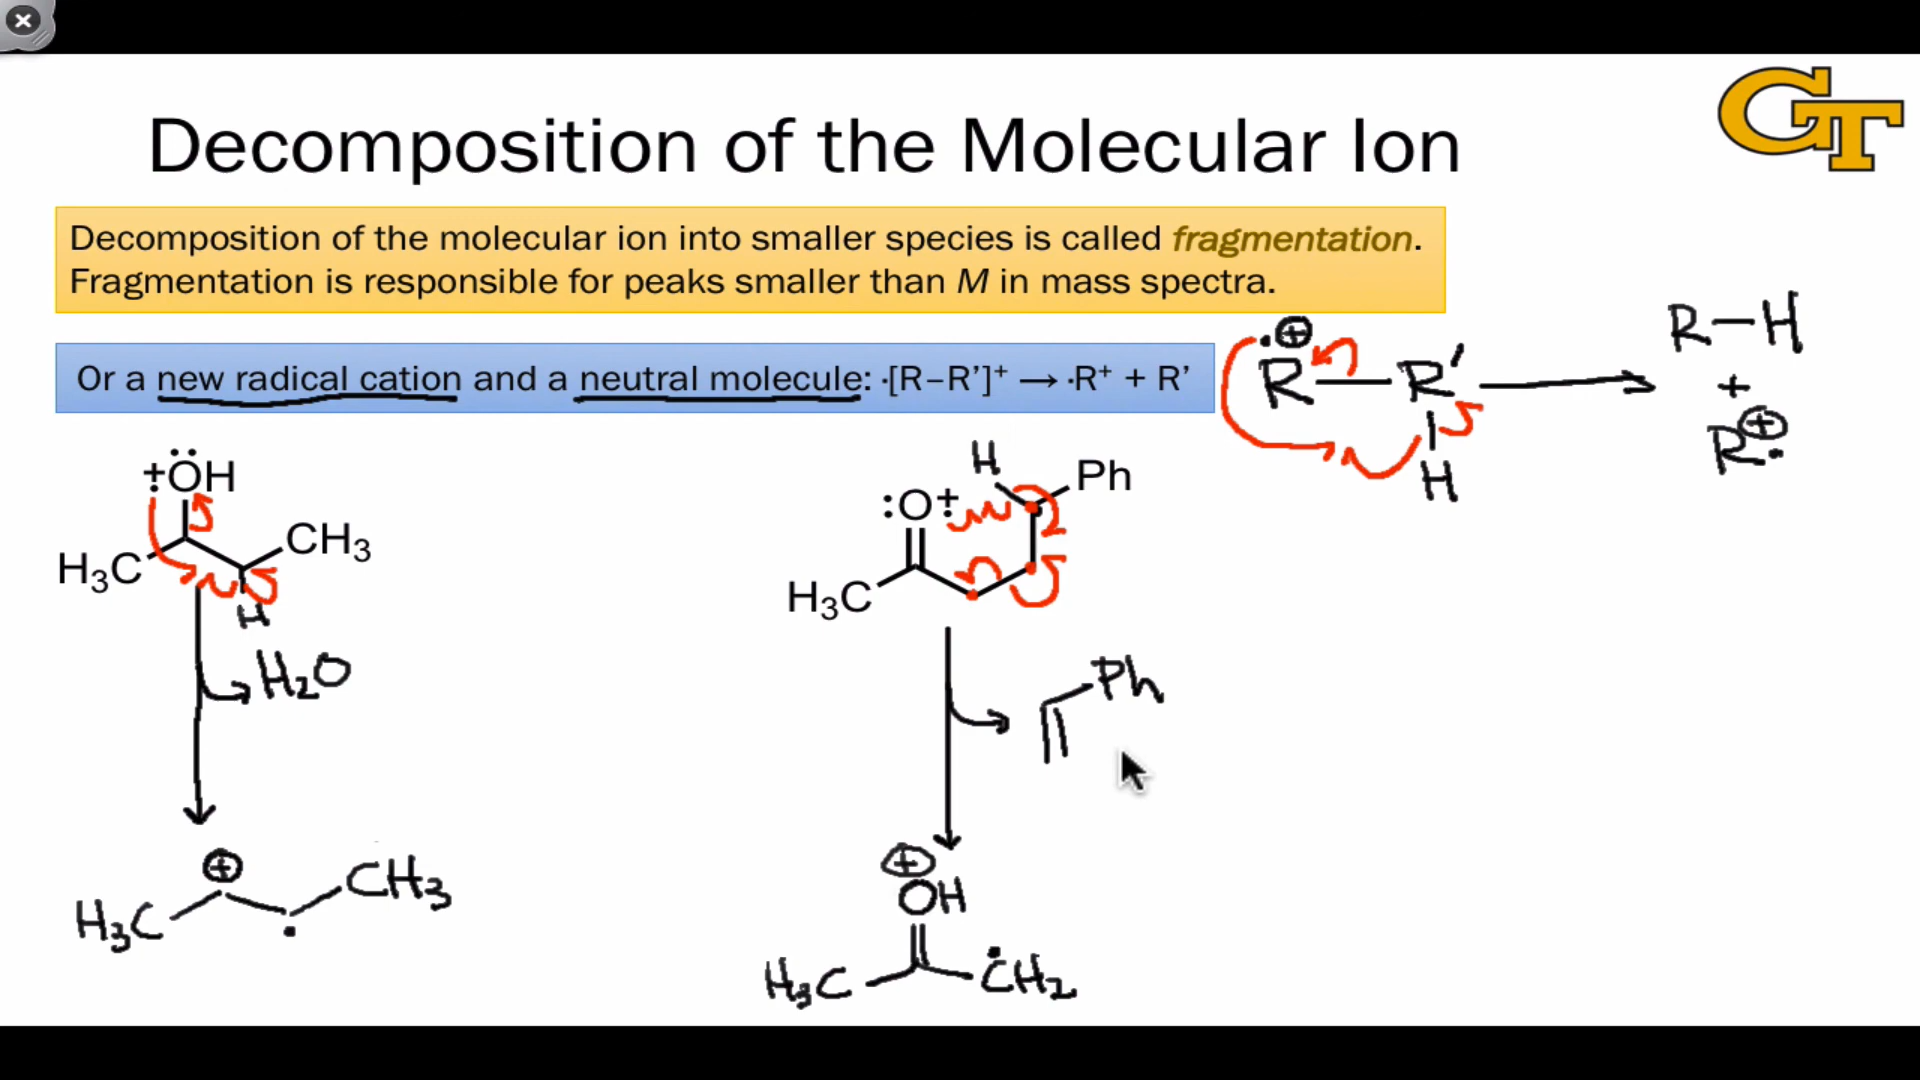 GT
Decomposition of the Molecular Ion
Decomposition of the molecular ion into smaller species is called fragmentation.
Fragmentation is responsible for peaks smaller than M in mass spectra.
Or a new radical cation and a neutral molecule: ·[R–R’]⁺ → ·R⁺ + R’
·⊕
R — R' → R–H
+
H
R⊕·
+ÖH
CH₃
H₃C
H
H₂O
⊕
H₃C
CH₃
·
H
Ph
:O+
H₃C
Ph
⊕
OH
H₃C
ĊH₂